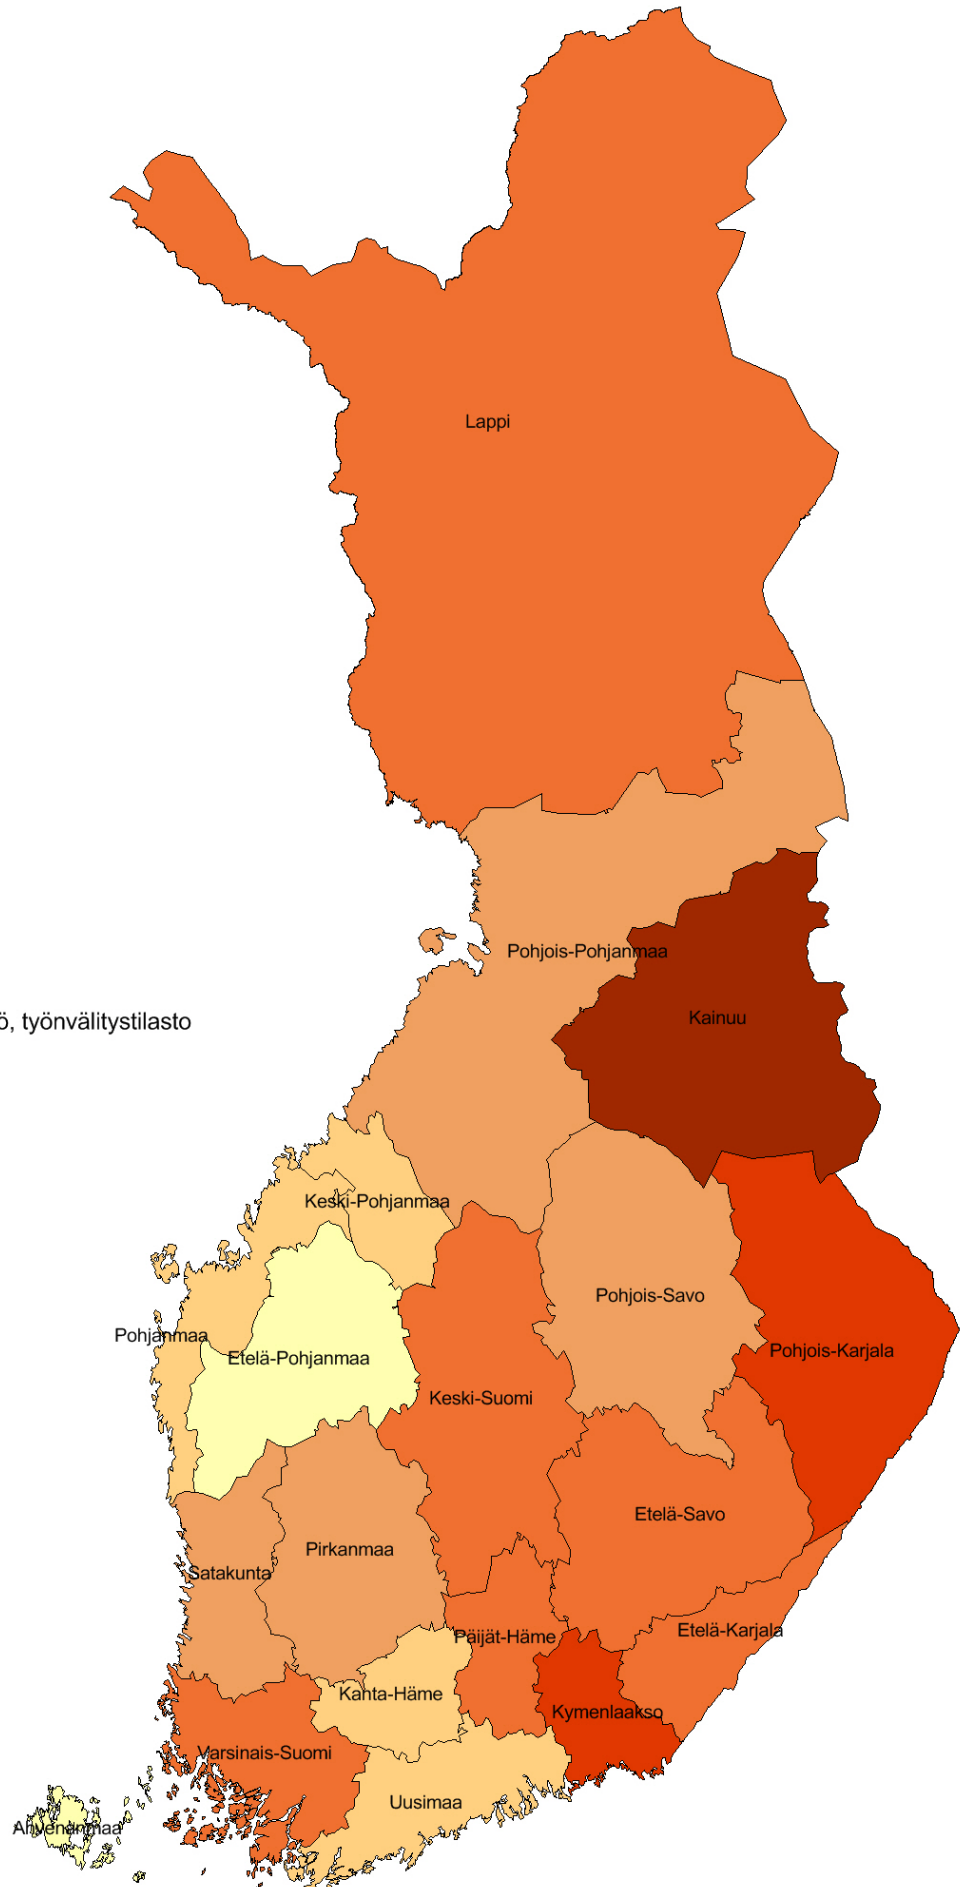 Lappi
Pohjois-Pohjanmaa
Kainuu
ö, työnvälitystilasto
Keski-Pohjanmaa
Pohjois-Savo
Pohjanmaa
Pohjois-Karjala
Etelä-Pohjanmaa
Keski-Suomi
Etelä-Savo
Pirkanmaa
Satakunta
Etelä-Karjala
Päijät-Häme
Kanta-Häme
Kymenlaakso
Varsinais-Suomi
Uusimaa
Ahvenanmaa